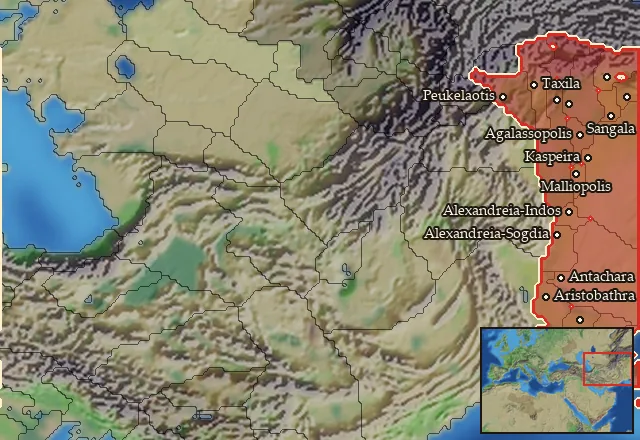 Taxila
Peukelaotis
Sangala
Agalassopolis
Kaspeira
Malliopolis
Alexandreia-Indos
Alexandreia-Sogdia
Antachara
Aristobathra